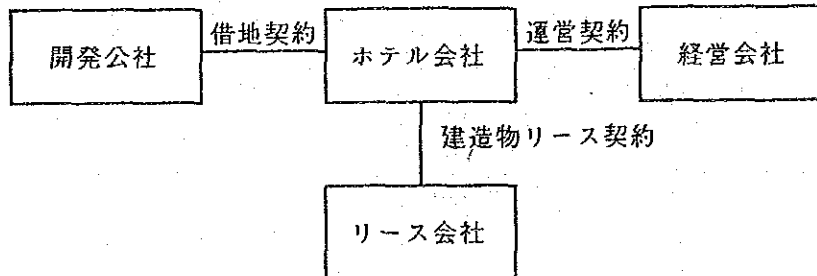 開発公社
借地契約
ホテル会社
運営契約
経営会社
建造物リース契約
リース会社